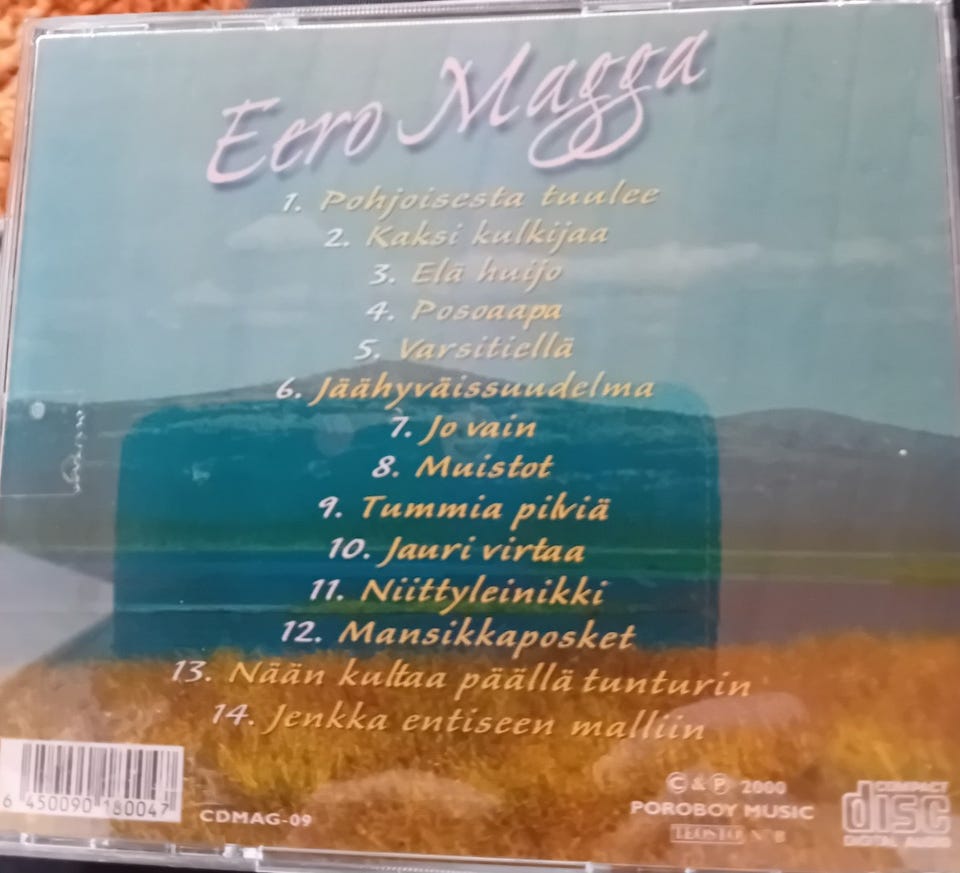 Eero Magga
1. Pohjoisesta tuulee
2. Kaksi kulkijaa
3. Elä huijo
4. Posoaapa
5. Varsitiellä
6. Jäähyväissuudelma
7. Jo vain
8. Muistot
9. Tummia pilviä
10. Jauri virtaa
11. Niittyleinikki
12. Mansikkaposket
13. Nään kultaa päällä tunturin
14. Jenkka entiseen malliin
6 450090 180047
CDMAG-09
© & ℗ 2000
POROBOY MUSIC
TEOSTO N©B
COMPACT
disc
DIGITAL AUDIO